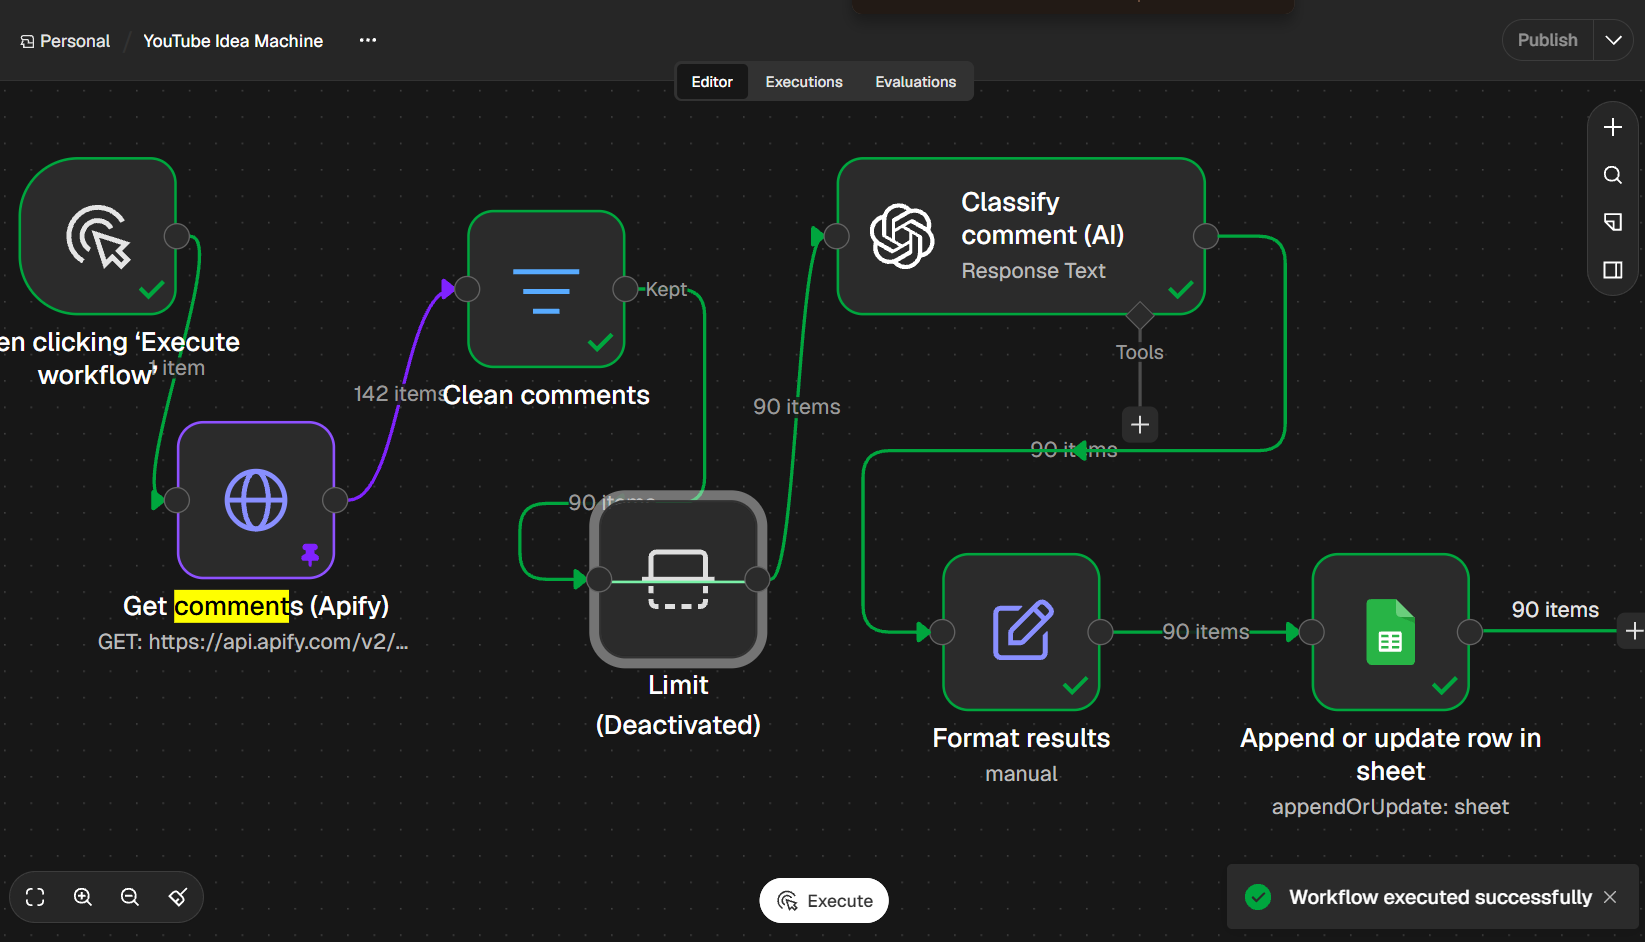 Personal / YouTube Idea Machine ...
Publish
Editor Executions Evaluations
en clicking ‘Execute
workflow’
item
142 items
Get comments (Apify)
GET: https://api.apify.com/v2/...
Clean comments
Kept
90 items
Limit
(Deactivated)
90 items
Classify
comment (AI)
Response Text
Tools
90 items
Format results
manual
90 items
Append or update row in
sheet
appendOrUpdate: sheet
90 items
Execute
Workflow executed successfully